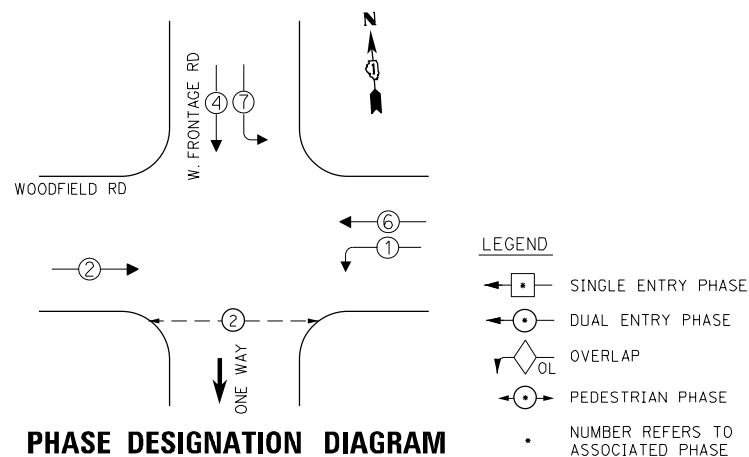 N
1
W. FRONTAGE RD
4
7
WOODFIELD RD
6
1
2
2
ONE WAY
PHASE DESIGNATION DIAGRAM
LEGEND
* SINGLE ENTRY PHASE
* DUAL ENTRY PHASE
OL OVERLAP
* PEDESTRIAN PHASE
* NUMBER REFERS TO
ASSOCIATED PHASE